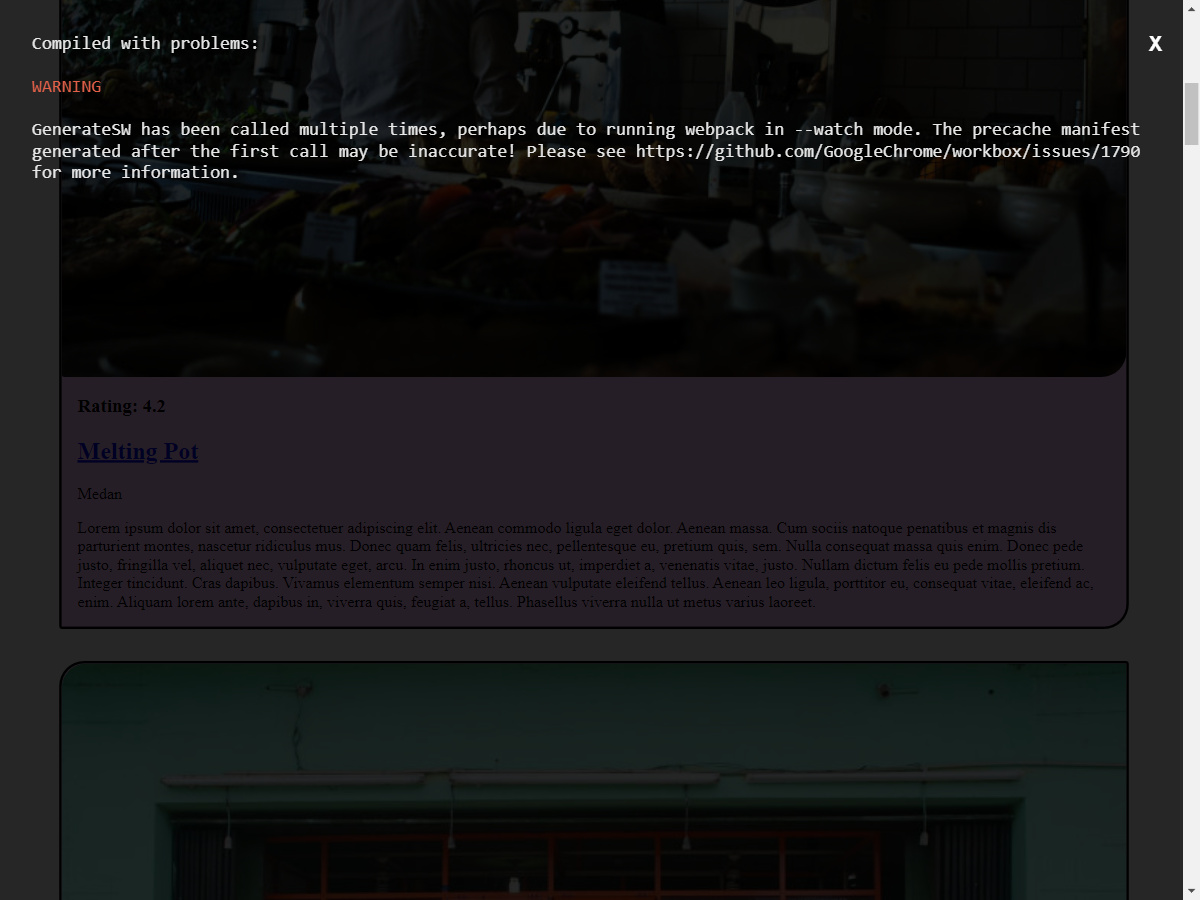 Compiled with problems:
X
WARNING
GenerateSW has been called multiple times, perhaps due to running webpack in --watch mode. The precache manifest
generated after the first call may be inaccurate! Please see https://github.com/GoogleChrome/workbox/issues/1790
for more information.
Rating: 4.2
Melting Pot
Medan
Lorem ipsum dolor sit amet, consectetuer adipiscing elit. Aenean commodo ligula eget dolor. Aenean massa. Cum sociis natoque penatibus et magnis dis
parturient montes, nascetur ridiculus mus. Donec quam felis, ultricies nec, pellentesque eu, pretium quis, sem. Nulla consequat massa quis enim. Donec pede
justo, fringilla vel, aliquet nec, vulputate eget, arcu. In enim justo, rhoncus ut, imperdiet a, venenatis vitae, justo. Nullam dictum felis eu pede mollis pretium.
Integer tincidunt. Cras dapibus. Vivamus elementum semper nisi. Aenean vulputate eleifend tellus. Aenean leo ligula, porttitor eu, consequat vitae, eleifend ac,
enim. Aliquam lorem ante, dapibus in, viverra quis, feugiat a, tellus. Phasellus viverra nulla ut metus varius laoreet.